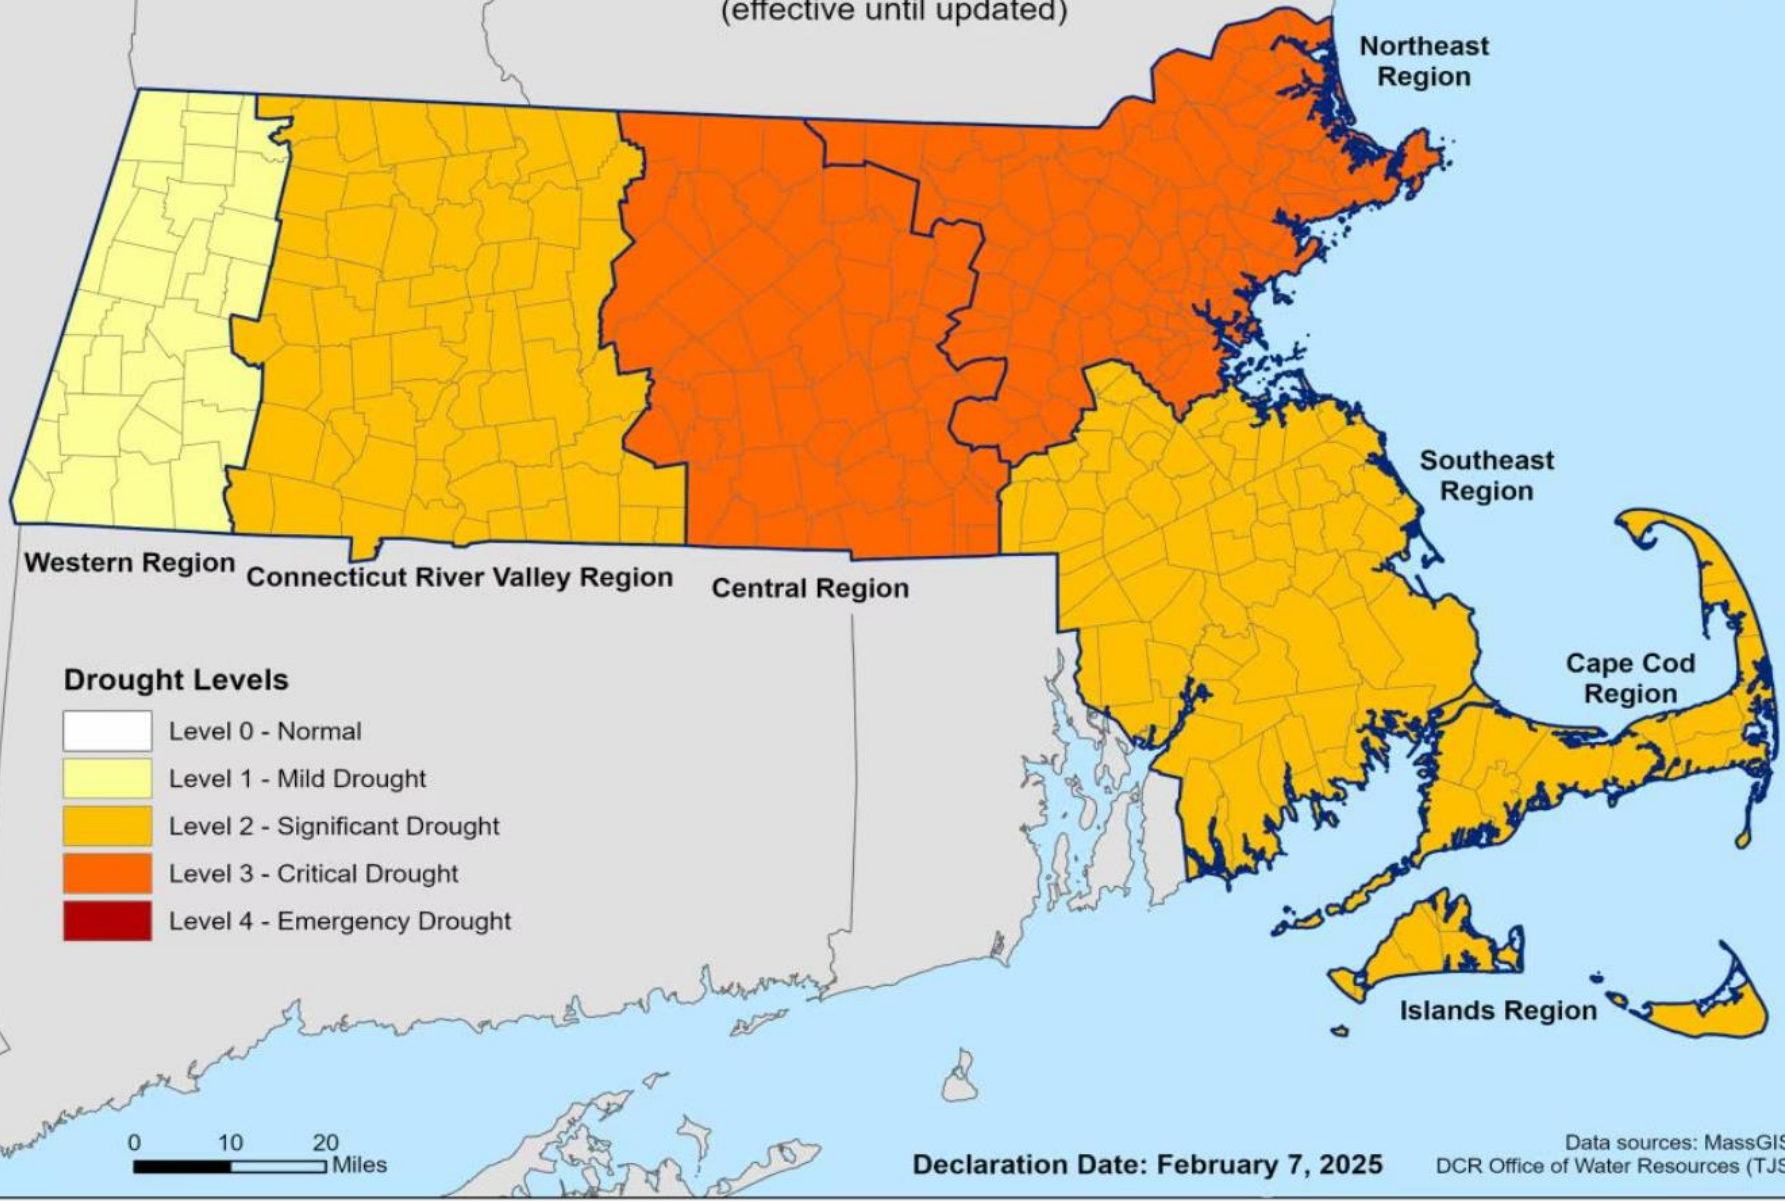 (effective until updated)
Northeast
Region
Southeast
Region
Western Region
Connecticut River Valley Region
Central Region
Cape Cod
Region
Drought Levels
Level 0 - Normal
Level 1 - Mild Drought
Level 2 - Significant Drought
Level 3 - Critical Drought
Level 4 - Emergency Drought
Islands Region
0 10 20
Miles
Declaration Date: February 7, 2025
Data sources: MassGIS
DCR Office of Water Resources (TJS